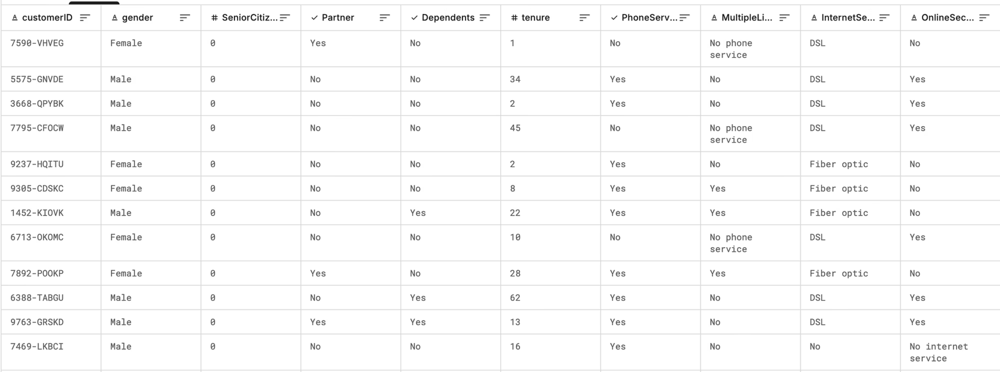 customerID gender SeniorCitiz... Partner Dependents tenure PhoneServ... MultipleLi... InternetSe... OnlineSec...
7590-VHVEG Female 0 Yes No 1 No No phone DSL No
service
5575-GNVDE Male 0 No No 34 Yes No DSL Yes
3668-QPYBK Male 0 No No 2 Yes No DSL Yes
7795-CFOCW Male 0 No No 45 No No phone DSL Yes
service
9237-HQITU Female 0 No No 2 Yes No Fiber optic No
9305-CDSKC Female 0 No No 8 Yes Yes Fiber optic No
1452-KIOVK Male 0 No Yes 22 Yes Yes Fiber optic No
6713-OKOMC Female 0 No No 10 No No phone DSL Yes
service
7892-POOKP Female 0 Yes No 28 Yes Yes Fiber optic No
6388-TABGU Male 0 No Yes 62 Yes No DSL Yes
9763-GRSKD Male 0 Yes Yes 13 Yes No DSL Yes
7469-LKBCI Male 0 No No 16 Yes No No No internet
service